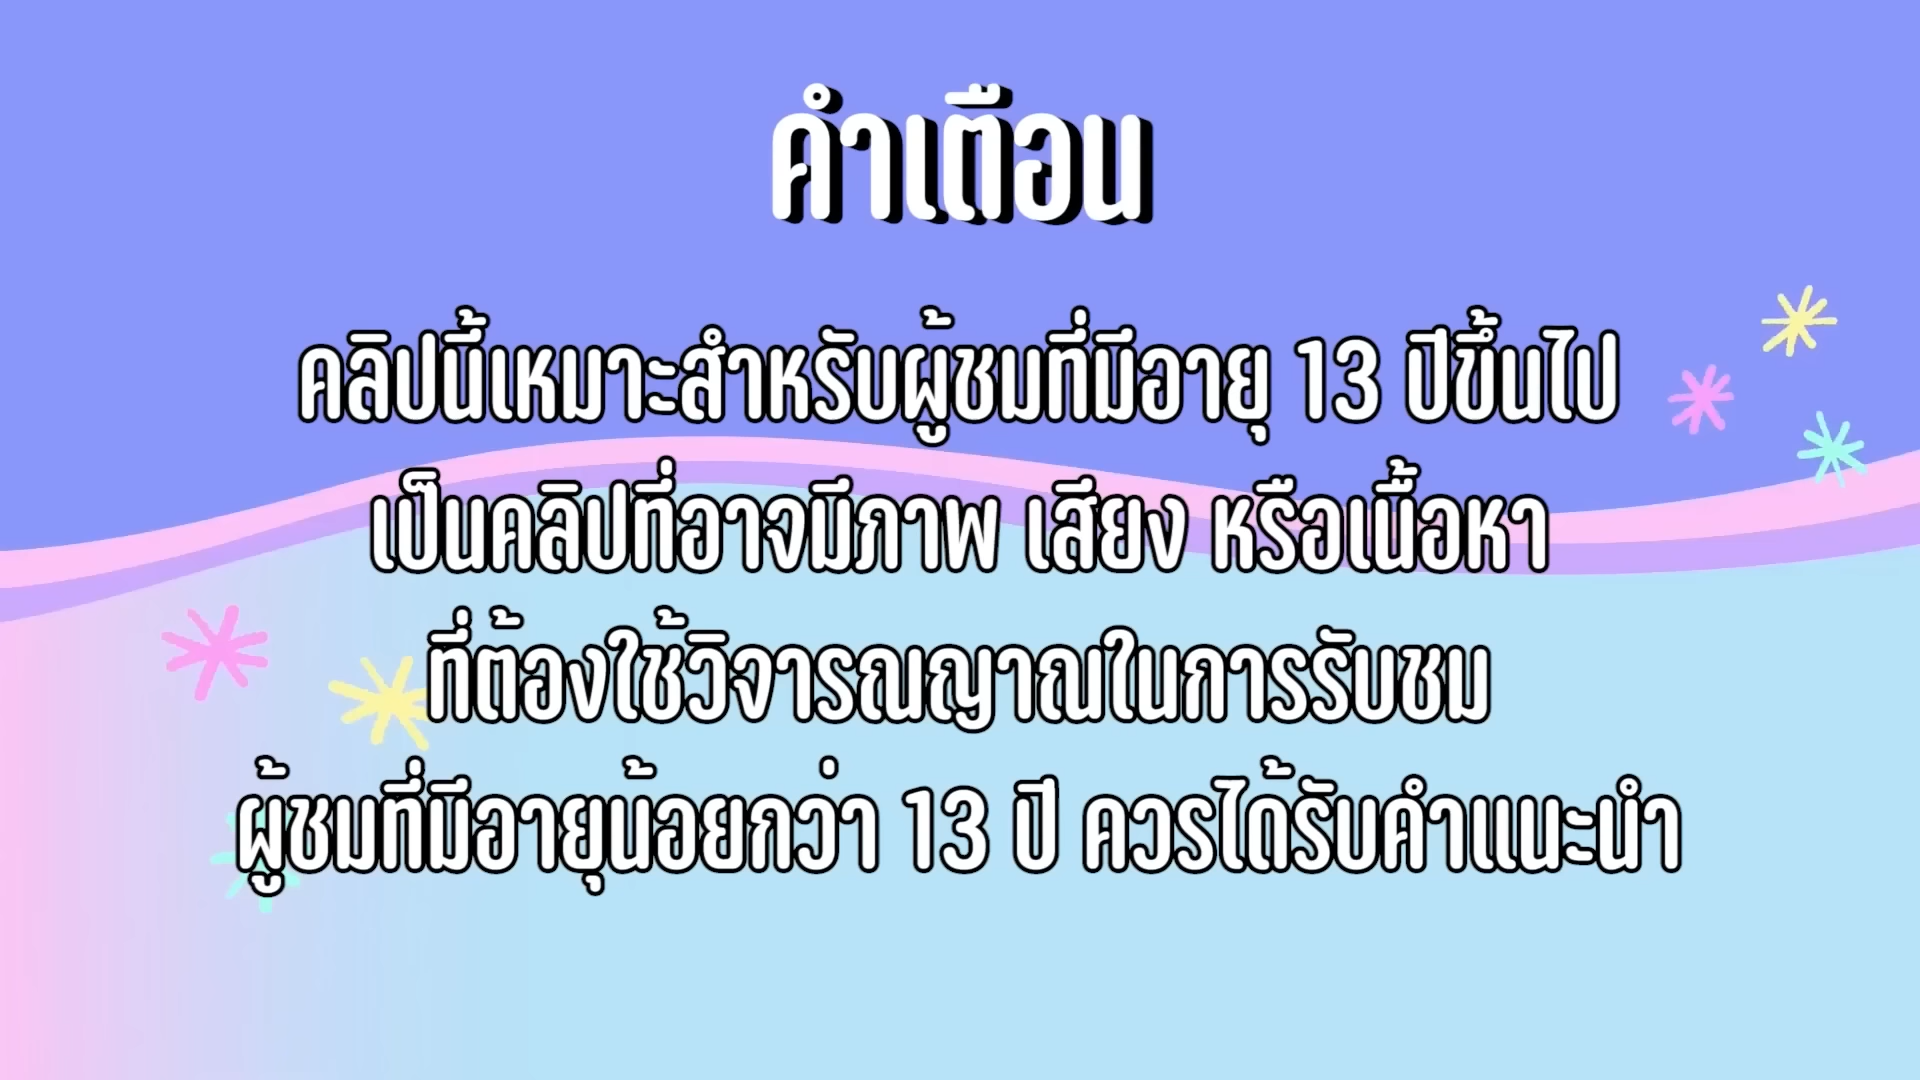 คำเตือน
คลิปนี้เหมาะสำหรับผู้ชมที่มีอายุ 13 ปีขึ้นไป
เป็นคลิปที่อาจมีภาพ เสียง หรือเนื้อหา
ที่ต้องใช้วิจารณญาณในการรับชม
ผู้ชมที่มีอายุน้อยกว่า 13 ปี ควรได้รับคำแนะนำ